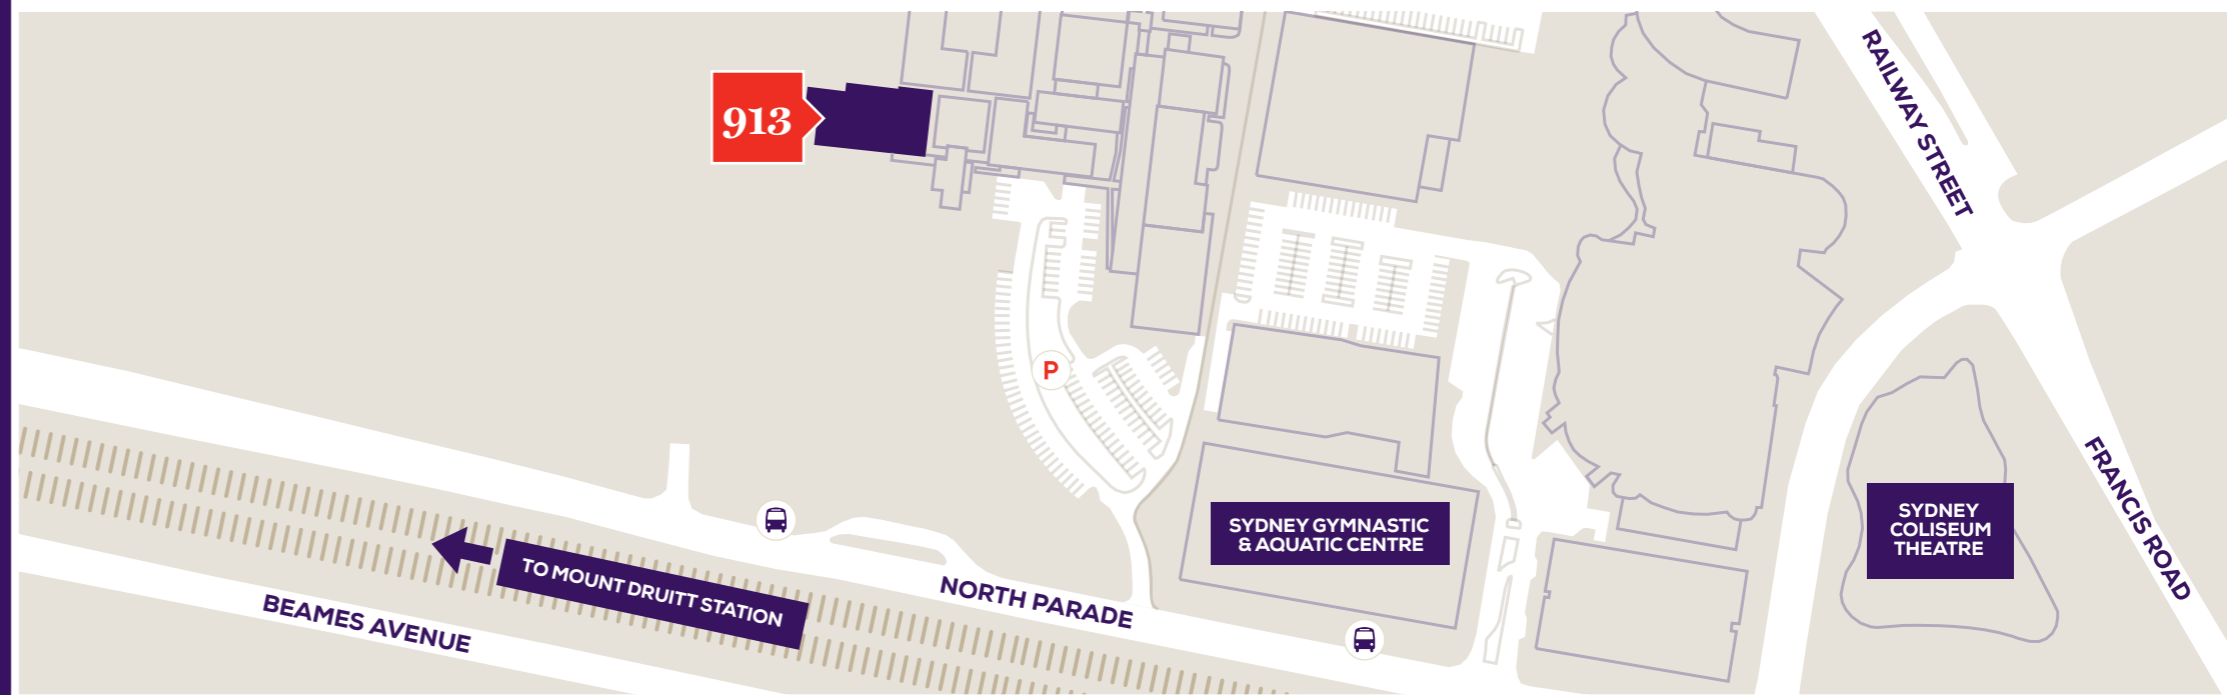 RAILWAY STREET
913
P
FRANCIS ROAD
SYDNEY GYMNASTIC
& AQUATIC CENTRE
SYDNEY
COLISEUM
THEATRE
TO MOUNT DRUITT STATION
NORTH PARADE
BEAMES AVENUE